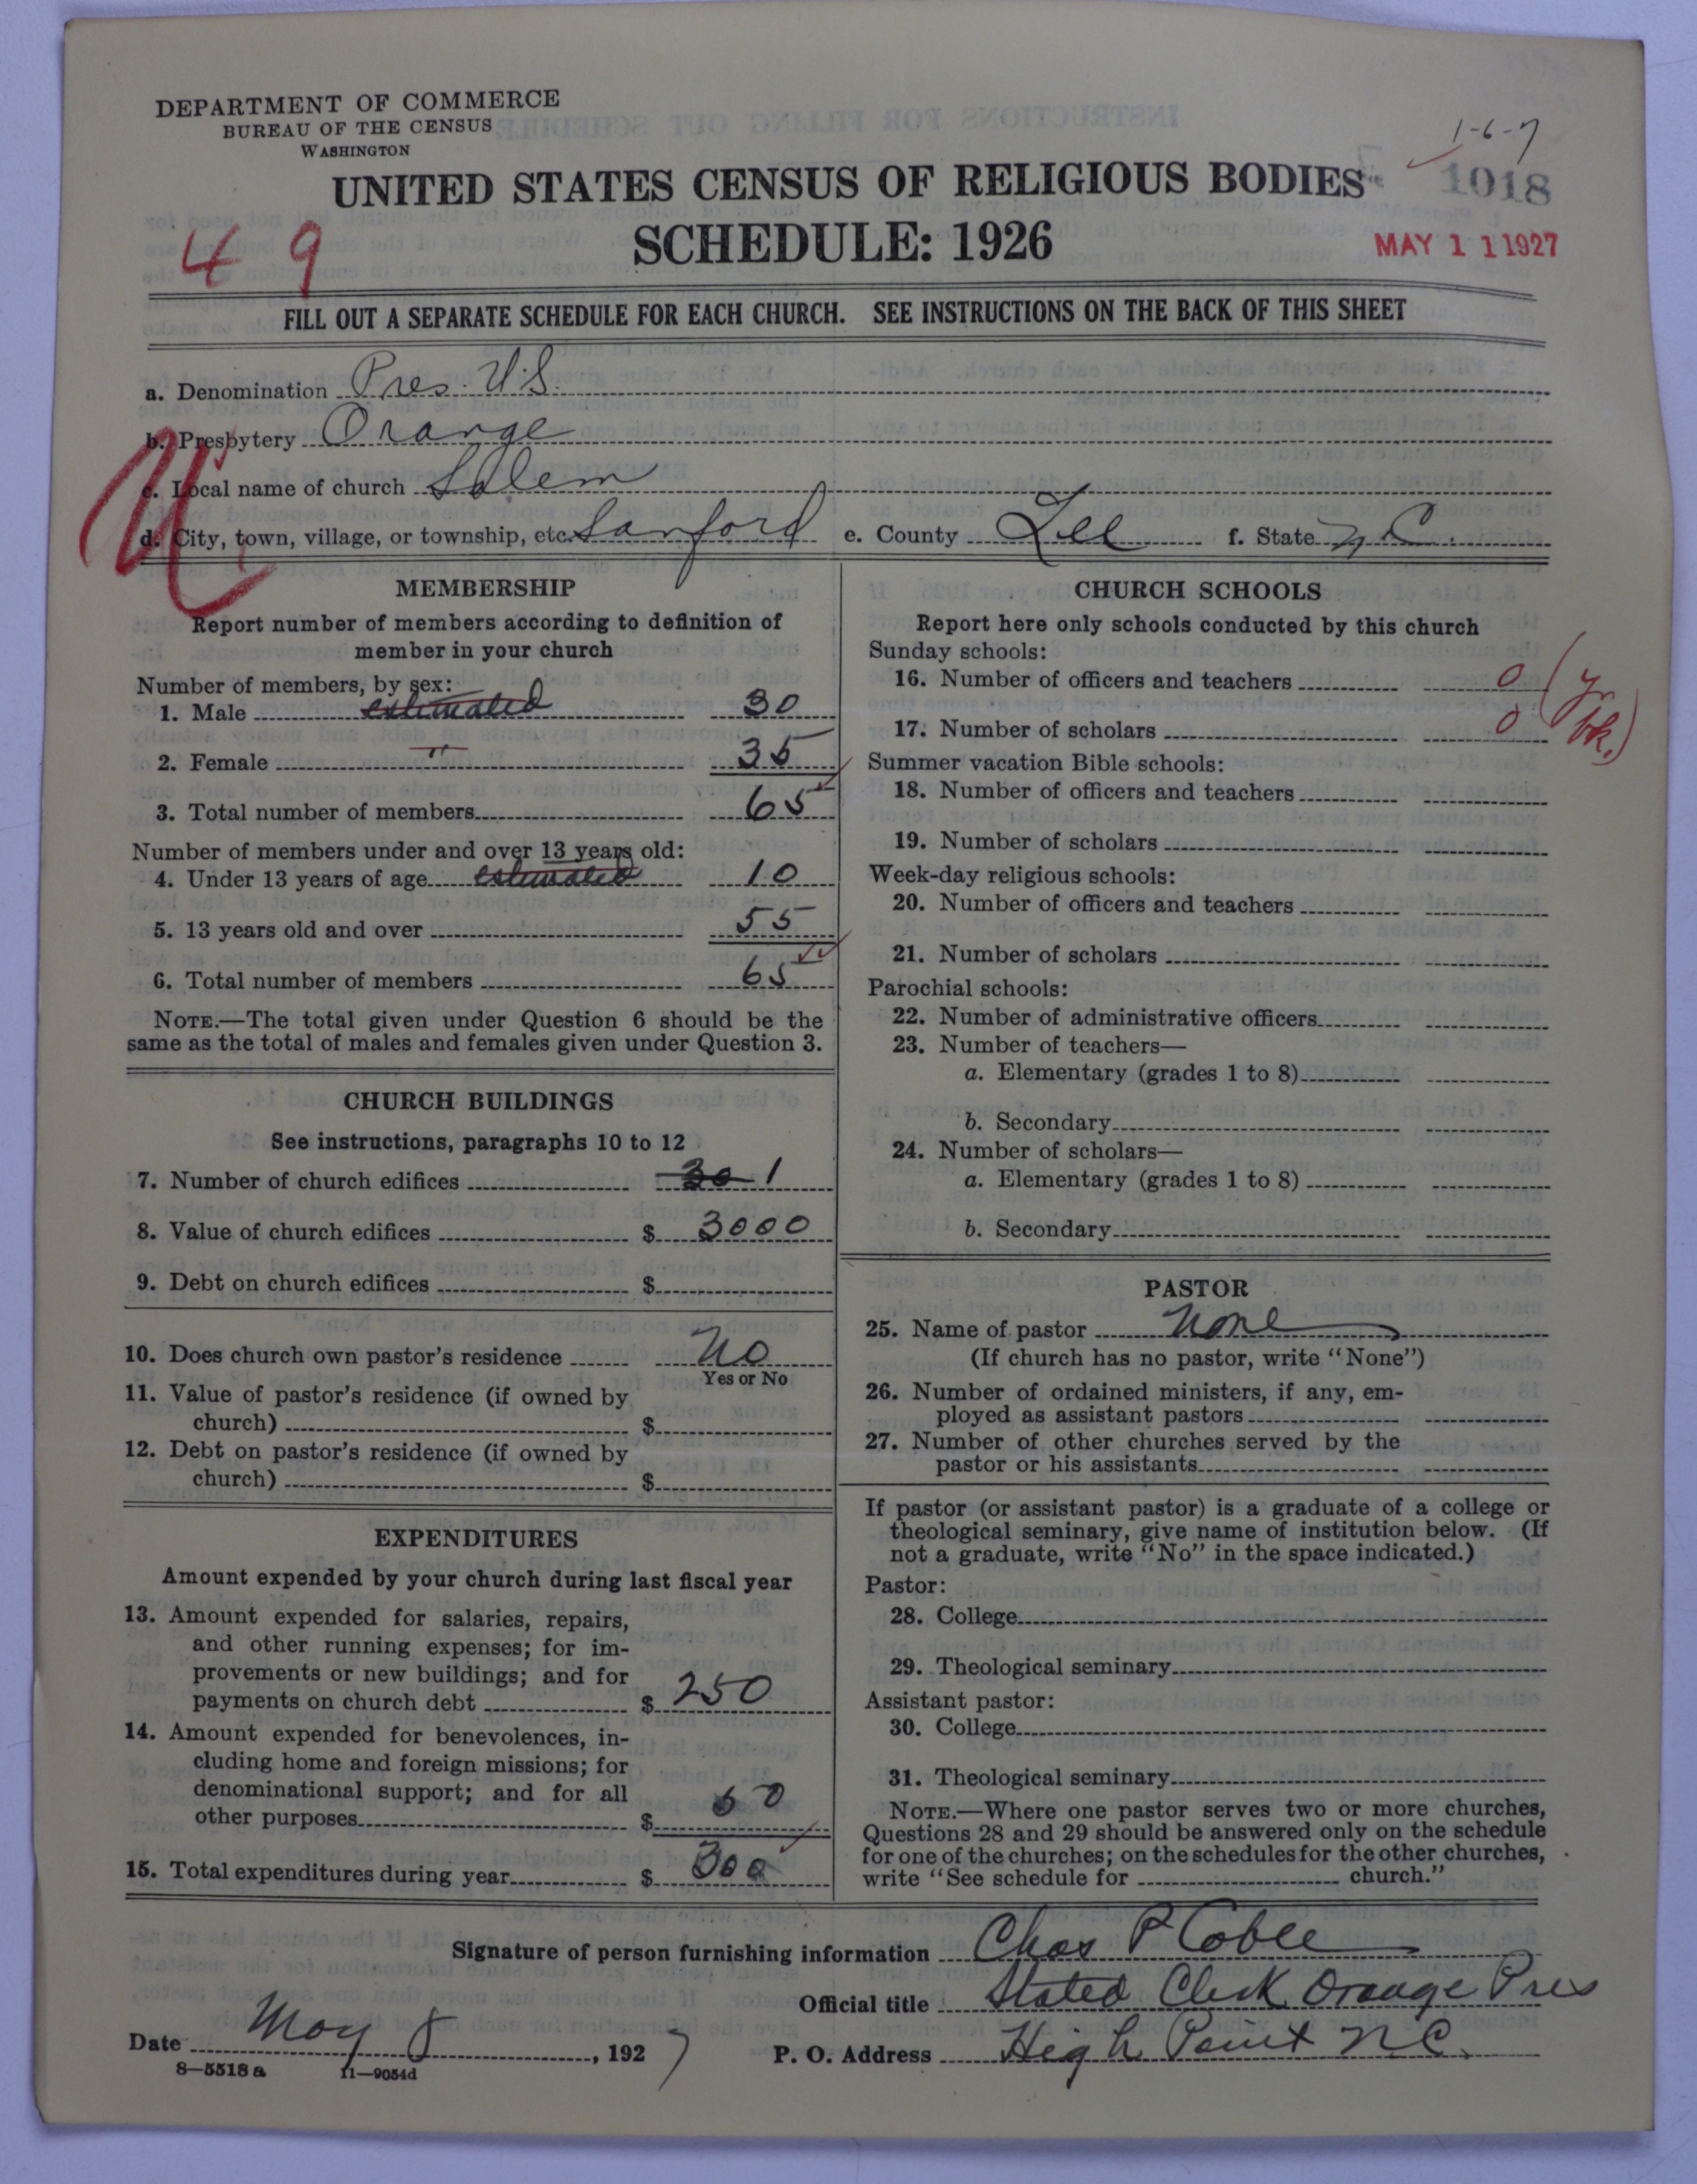 DEPARTMENT OF COMMERCE
BUREAU OF THE CENSUS
WASHINGTON
1-6-7
UNITED STATES CENSUS OF RELIGIOUS BODIES
1018
SCHEDULE: 1926
49
MAY 11 1927
FILL OUT A SEPARATE SCHEDULE FOR EACH CHURCH. SEE INSTRUCTIONS ON THE BACK OF THIS SHEET
a. Denomination Pres. U.S.
b. Presbytery Orange
c. Local name of church Salem
d. City, town, village, or township, etc. Sanford e. County Lee f. State N C.
MEMBERSHIP
Report number of members according to definition of
member in your church
Number of members, by sex:
1. Male estimated 30
2. Female " 35
3. Total number of members 65
Number of members under and over 13 years old:
4. Under 13 years of age estimated 10
5. 13 years old and over 55
6. Total number of members 65
NOTE.—The total given under Question 6 should be the
same as the total of males and females given under Question 3.
CHURCH BUILDINGS
See instructions, paragraphs 10 to 12
7. Number of church edifices 30 1
8. Value of church edifices $ 3000
9. Debt on church edifices $
10. Does church own pastor's residence No
Yes or No
11. Value of pastor's residence (if owned by
church) $
12. Debt on pastor's residence (if owned by
church) $
EXPENDITURES
Amount expended by your church during last fiscal year
13. Amount expended for salaries, repairs,
and other running expenses; for im-
provements or new buildings; and for
payments on church debt $ 250
14. Amount expended for benevolences, in-
cluding home and foreign missions; for
denominational support; and for all
other purposes $ 50
15. Total expenditures during year $ 300
CHURCH SCHOOLS
Report here only schools conducted by this church
Sunday schools:
16. Number of officers and teachers 0 (yr
17. Number of scholars 0 bk.)
Summer vacation Bible schools:
18. Number of officers and teachers
19. Number of scholars
Week-day religious schools:
20. Number of officers and teachers
21. Number of scholars
Parochial schools:
22. Number of administrative officers
23. Number of teachers—
a. Elementary (grades 1 to 8)
b. Secondary
24. Number of scholars—
a. Elementary (grades 1 to 8)
b. Secondary
PASTOR
25. Name of pastor None
(If church has no pastor, write "None")
26. Number of ordained ministers, if any, em-
ployed as assistant pastors
27. Number of other churches served by the
pastor or his assistants
If pastor (or assistant pastor) is a graduate of a college or
theological seminary, give name of institution below. (If
not a graduate, write "No" in the space indicated.)
Pastor:
28. College
29. Theological seminary
Assistant pastor:
30. College
31. Theological seminary
NOTE.—Where one pastor serves two or more churches,
Questions 28 and 29 should be answered only on the schedule
for one of the churches; on the schedules for the other churches,
write "See schedule for church."
Signature of person furnishing information Chas P Coble
Official title Stated Clerk Orange Pres
Date May 8, 1927 P. O. Address High Point N C.
8—5518 a 11—9054d